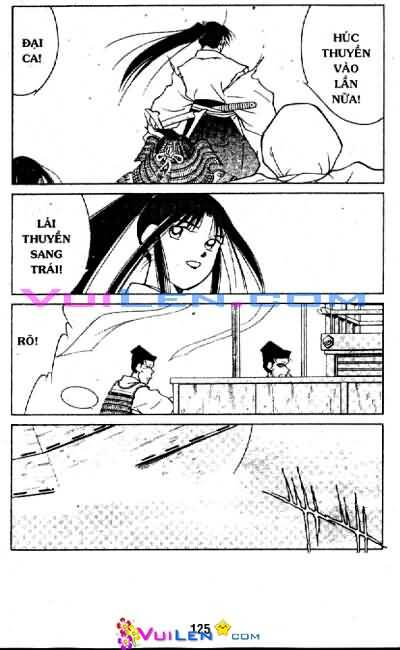 ĐẠI
CA!
HÚC
THUYỀN
VÀO
LẦN
NỮA!
LÁI
THUYỀN
SANG
TRÁI!
VUILEN.COM
RÕ!
125
VUILEN.COM